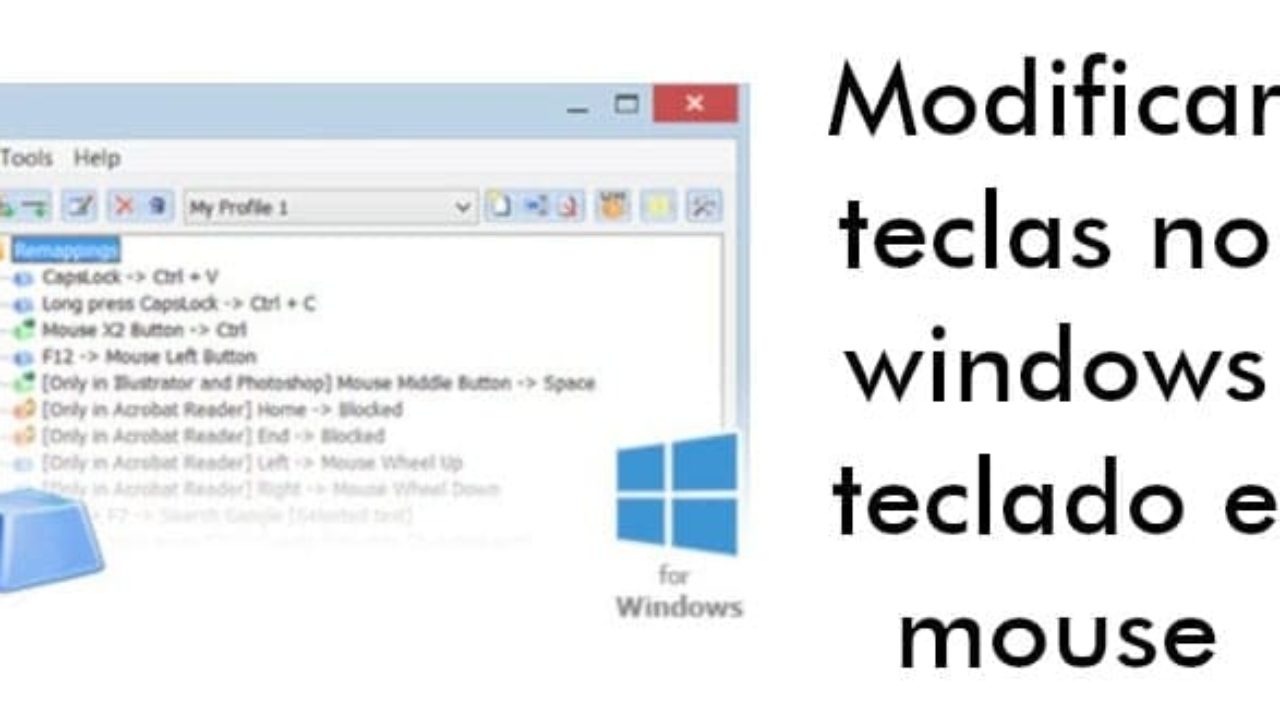 Tools Help
My Profile 1
Remappings
CapsLock -> Ctrl + V
Long press CapsLock -> Ctrl + C
Mouse X2 Button -> Ctrl
F12 -> Mouse Left Button
[Only in Illustrator and Photoshop] Mouse Middle Button -> Space
[Only in Acrobat Reader] Home -> Blocked
[Only in Acrobat Reader] End -> Blocked
[Only in Acrobat Reader] Left -> Mouse Wheel Up
[Only in Acrobat Reader] Right -> Mouse Wheel Down
+ F7 -> Search Google [Selected text]
for
Windows
Modificar
teclas no
windows
teclado e
mouse